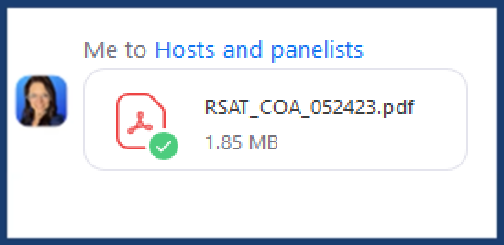 Me to Hosts and panelists
RSAT_COA_052423.pdf
1.85 MB